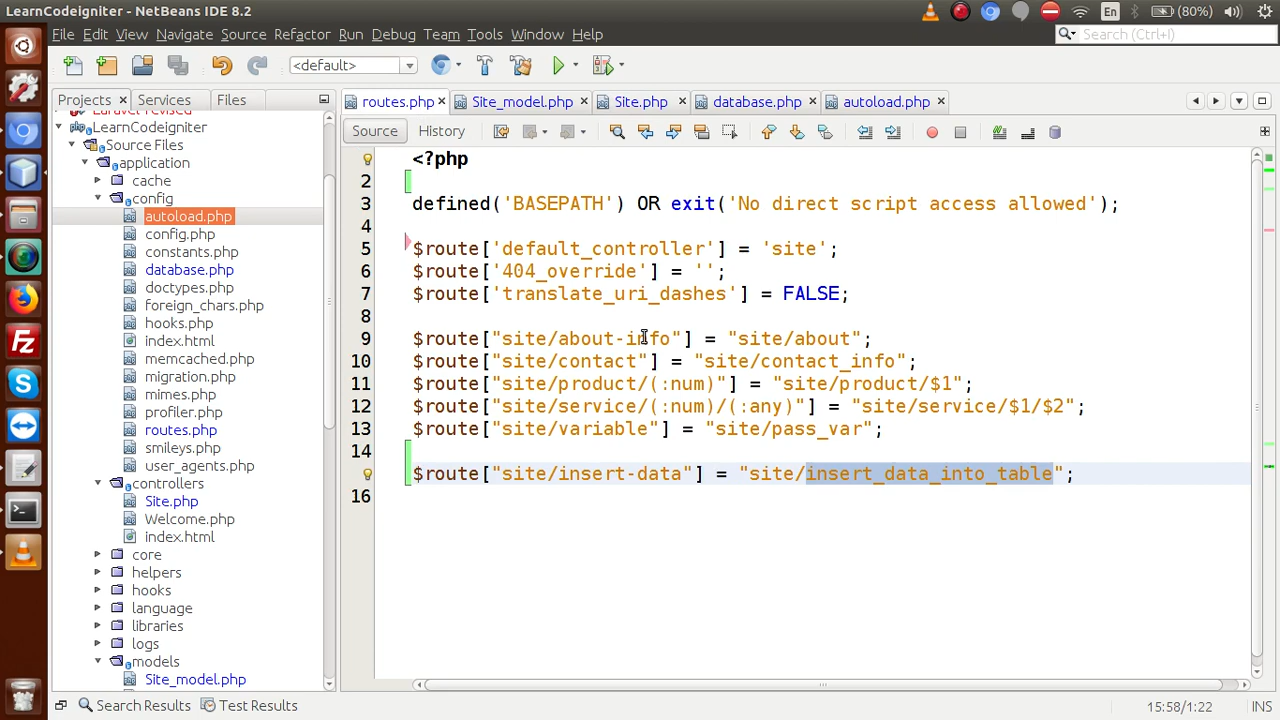 LearnCodeigniter - NetBeans IDE 8.2
En
(80%)
File Edit View Navigate Source Refactor Run Debug Team Tools Window Help
Search (Ctrl+I)
<default>
Projects Services Files
routes.php Site_model.php Site.php database.php autoload.php
Source History
LearnCodeigniter
Source Files
application
cache
config
autoload.php
config.php
constants.php
database.php
doctypes.php
foreign_chars.php
hooks.php
index.html
memcached.php
migration.php
mimes.php
profiler.php
routes.php
smileys.php
user_agents.php
controllers
Site.php
Welcome.php
index.html
core
helpers
hooks
language
libraries
logs
models
Site_model.php
<?php
2
3 defined('BASEPATH') OR exit('No direct script access allowed');
4
5 $route['default_controller'] = 'site';
6 $route['404_override'] = '';
7 $route['translate_uri_dashes'] = FALSE;
8
9 $route["site/about-info"] = "site/about";
10 $route["site/contact"] = "site/contact_info";
11 $route["site/product/(:num)"] = "site/product/$1";
12 $route["site/service/(:num)/(:any)"] = "site/service/$1/$2";
13 $route["site/variable"] = "site/pass_var";
14
$route["site/insert-data"] = "site/insert_data_into_table";
16
Search Results Test Results
15:58/1:22 INS